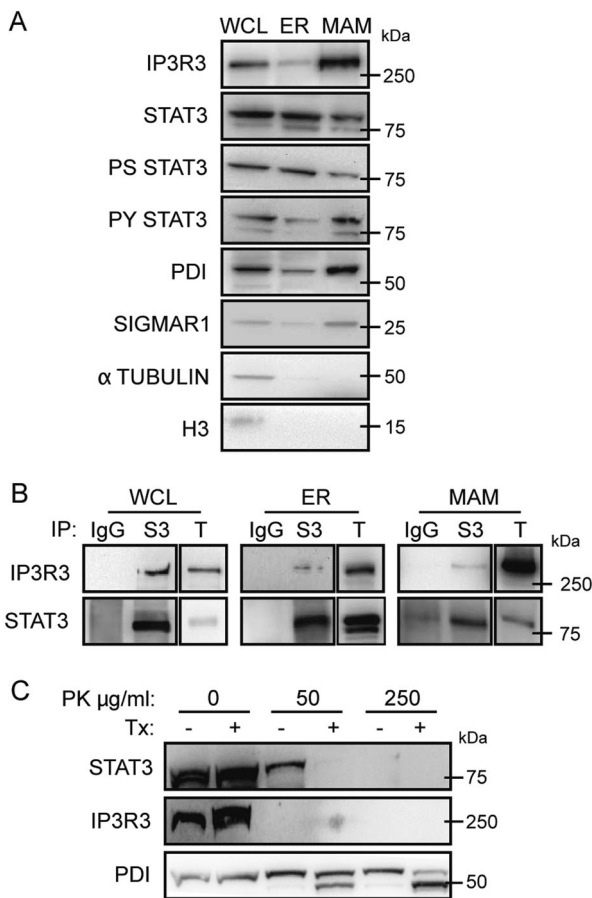 A
WCL ER MAM
kDa
IP3R3
250
STAT3
75
PS STAT3
75
PY STAT3
75
PDI
50
SIGMAR1
25
α TUBULIN
50
H3
15
B
WCL ER MAM
IP: IgG S3 T IgG S3 T IgG S3 T
kDa
IP3R3
250
STAT3
75
C
PK µg/ml: 0 50 250
Tx: - + - + - +
kDa
STAT3
75
IP3R3
250
PDI
50